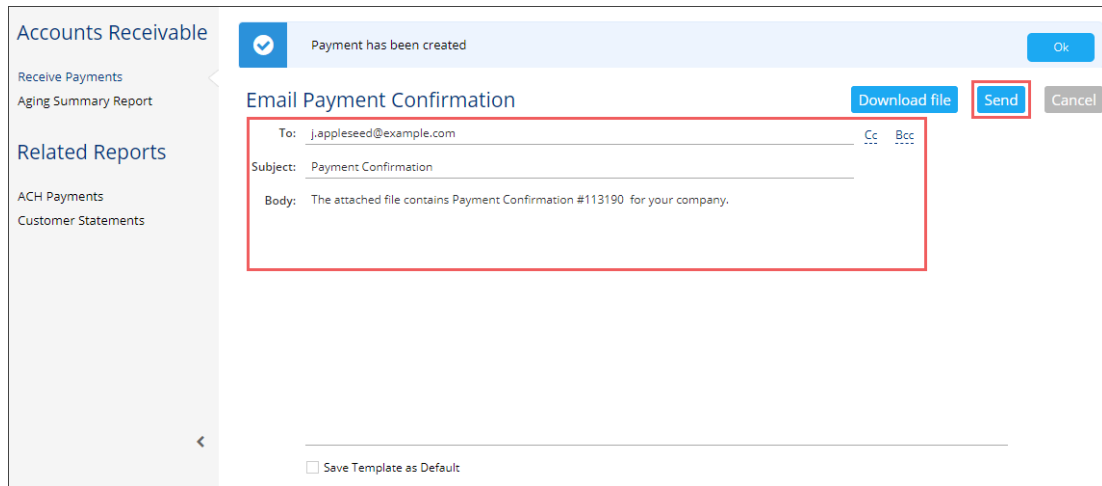 Accounts Receivable
Receive Payments
Aging Summary Report
Related Reports
ACH Payments
Customer Statements
Payment has been created
Ok
Email Payment Confirmation
Download file
Send
Cancel
To: j.appleseed@example.com
Cc Bcc
Subject: Payment Confirmation
Body: The attached file contains Payment Confirmation #113190 for your company.
Save Template as Default